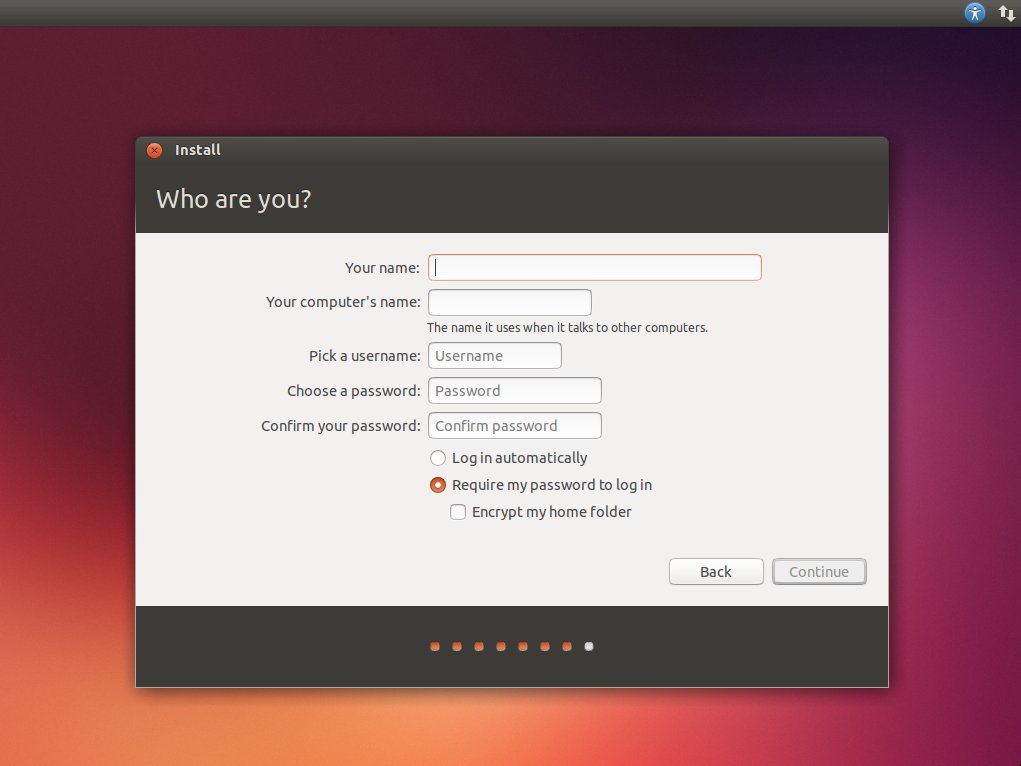 Install
Who are you?
Your name:
Your computer's name:
The name it uses when it talks to other computers.
Pick a username: Username
Choose a password: Password
Confirm your password: Confirm password
Log in automatically
Require my password to log in
Encrypt my home folder
Back Continue